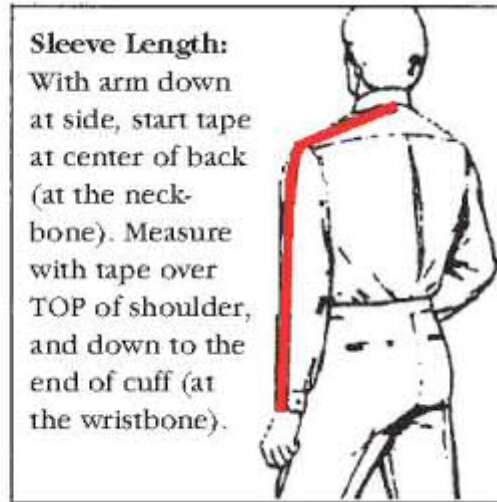 Sleeve Length:
With arm down
at side, start tape
at center of back
(at the neck-
bone). Measure
with tape over
TOP of shoulder,
and down to the
end of cuff (at
the wristbone).